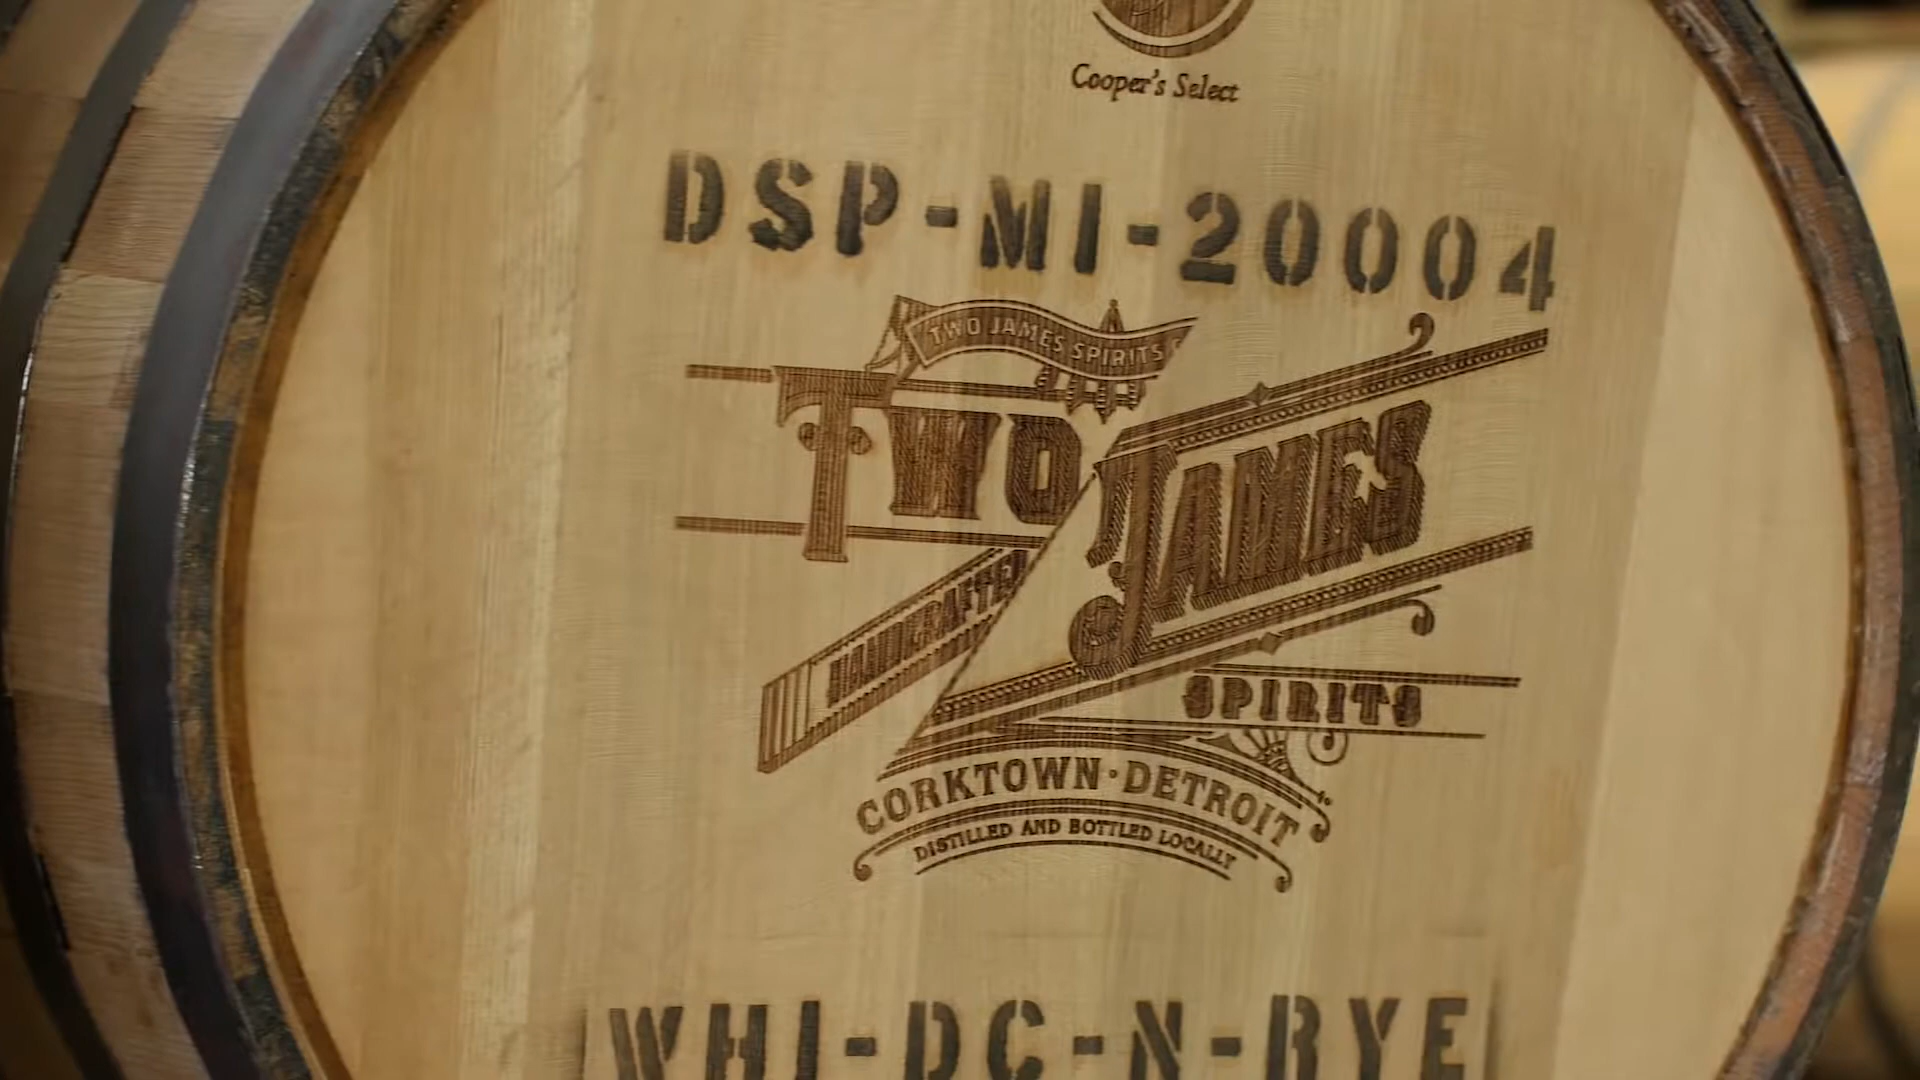 Cooper's Select
DSP-MI-20004
TWO JAMES SPIRITS
TWO JAMES
HANDCRAFTED
SPIRITS
CORKTOWN·DETROIT
DISTILLED AND BOTTLED LOCALLY
WHI-DC-N-RYE